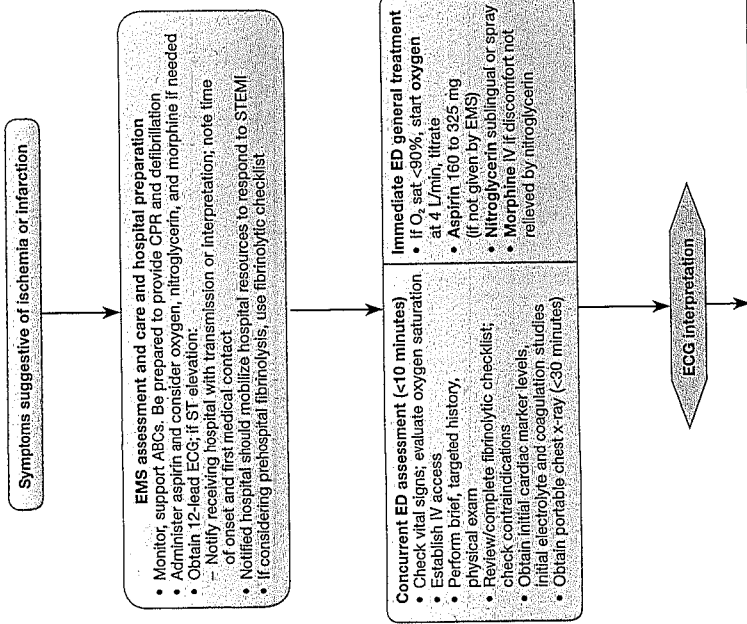 Symptoms suggestive of ischemia or infarction
EMS assessment and care and hospital preparation
• Monitor, support ABCs. Be prepared to provide CPR and defibrillation
• Administer aspirin and consider oxygen, nitroglycerin, and morphine if needed
• Obtain 12-lead ECG; if ST elevation:
– Notify receiving hospital with transmission or interpretation; note time
of onset and first medical contact
• Notified hospital should mobilize hospital resources to respond to STEMI
• If considering prehospital fibrinolysis, use fibrinolytic checklist
Concurrent ED assessment (<10 minutes)
• Check vital signs; evaluate oxygen saturation
• Establish IV access
• Perform brief, targeted history,
physical exam
• Review/complete fibrinolytic checklist;
check contraindications
• Obtain initial cardiac marker levels,
initial electrolyte and coagulation studies
• Obtain portable chest x-ray (<30 minutes)
Immediate ED general treatment
• If O₂ sat <90%, start oxygen
at 4 L/min, titrate
• Aspirin 160 to 325 mg
(if not given by EMS)
• Nitroglycerin sublingual or spray
• Morphine IV if discomfort not
relieved by nitroglycerin
ECG interpretation